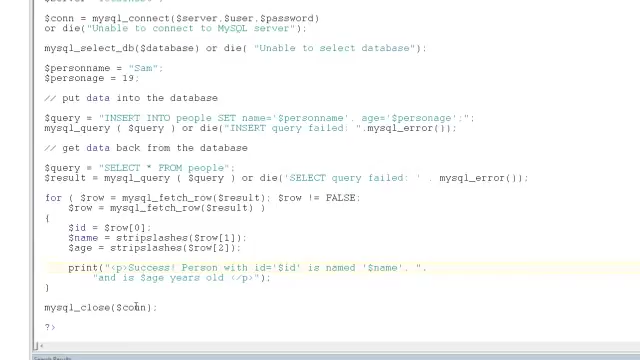 $conn = mysql_connect($server,$user,$password)
or die("Unable to connect to MySQL server");
mysql_select_db($database) or die( "Unable to select database");
$personname = "Sam";
$personage = 19;
// put data into the database
$query = "INSERT INTO people SET name='$personname', age='$personage';";
mysql_query ( $query ) or die("INSERT query failed: ".mysql_error());
// get data back from the database
$query = "SELECT * FROM people";
$result = mysql_query ( $query ) or die('SELECT query failed: ' . mysql_error());
for ( $row = mysql_fetch_row($result); $row != FALSE;
$row = mysql_fetch_row($result) )
{
$id = $row[0];
$name = stripslashes($row[1]);
$age = stripslashes($row[2]);
print("<p>Success! Person with id='$id' is named '$name', ".
"and is $age years old </p>");
}
mysql_close($conn);
?>
Search Results